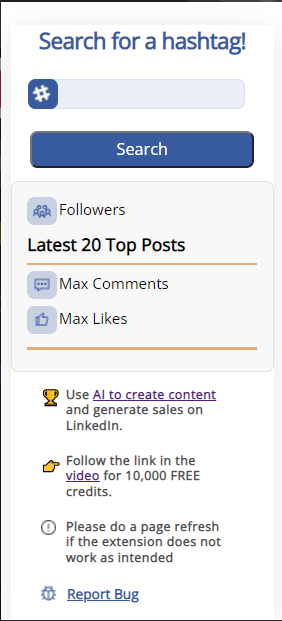 Search for a hashtag!
#
Search
Followers
Latest 20 Top Posts
Max Comments
Max Likes
Use AI to create content
and generate sales on
LinkedIn.
Follow the link in the
video for 10,000 FREE
credits.
Please do a page refresh
if the extension does not
work as intended
Report Bug